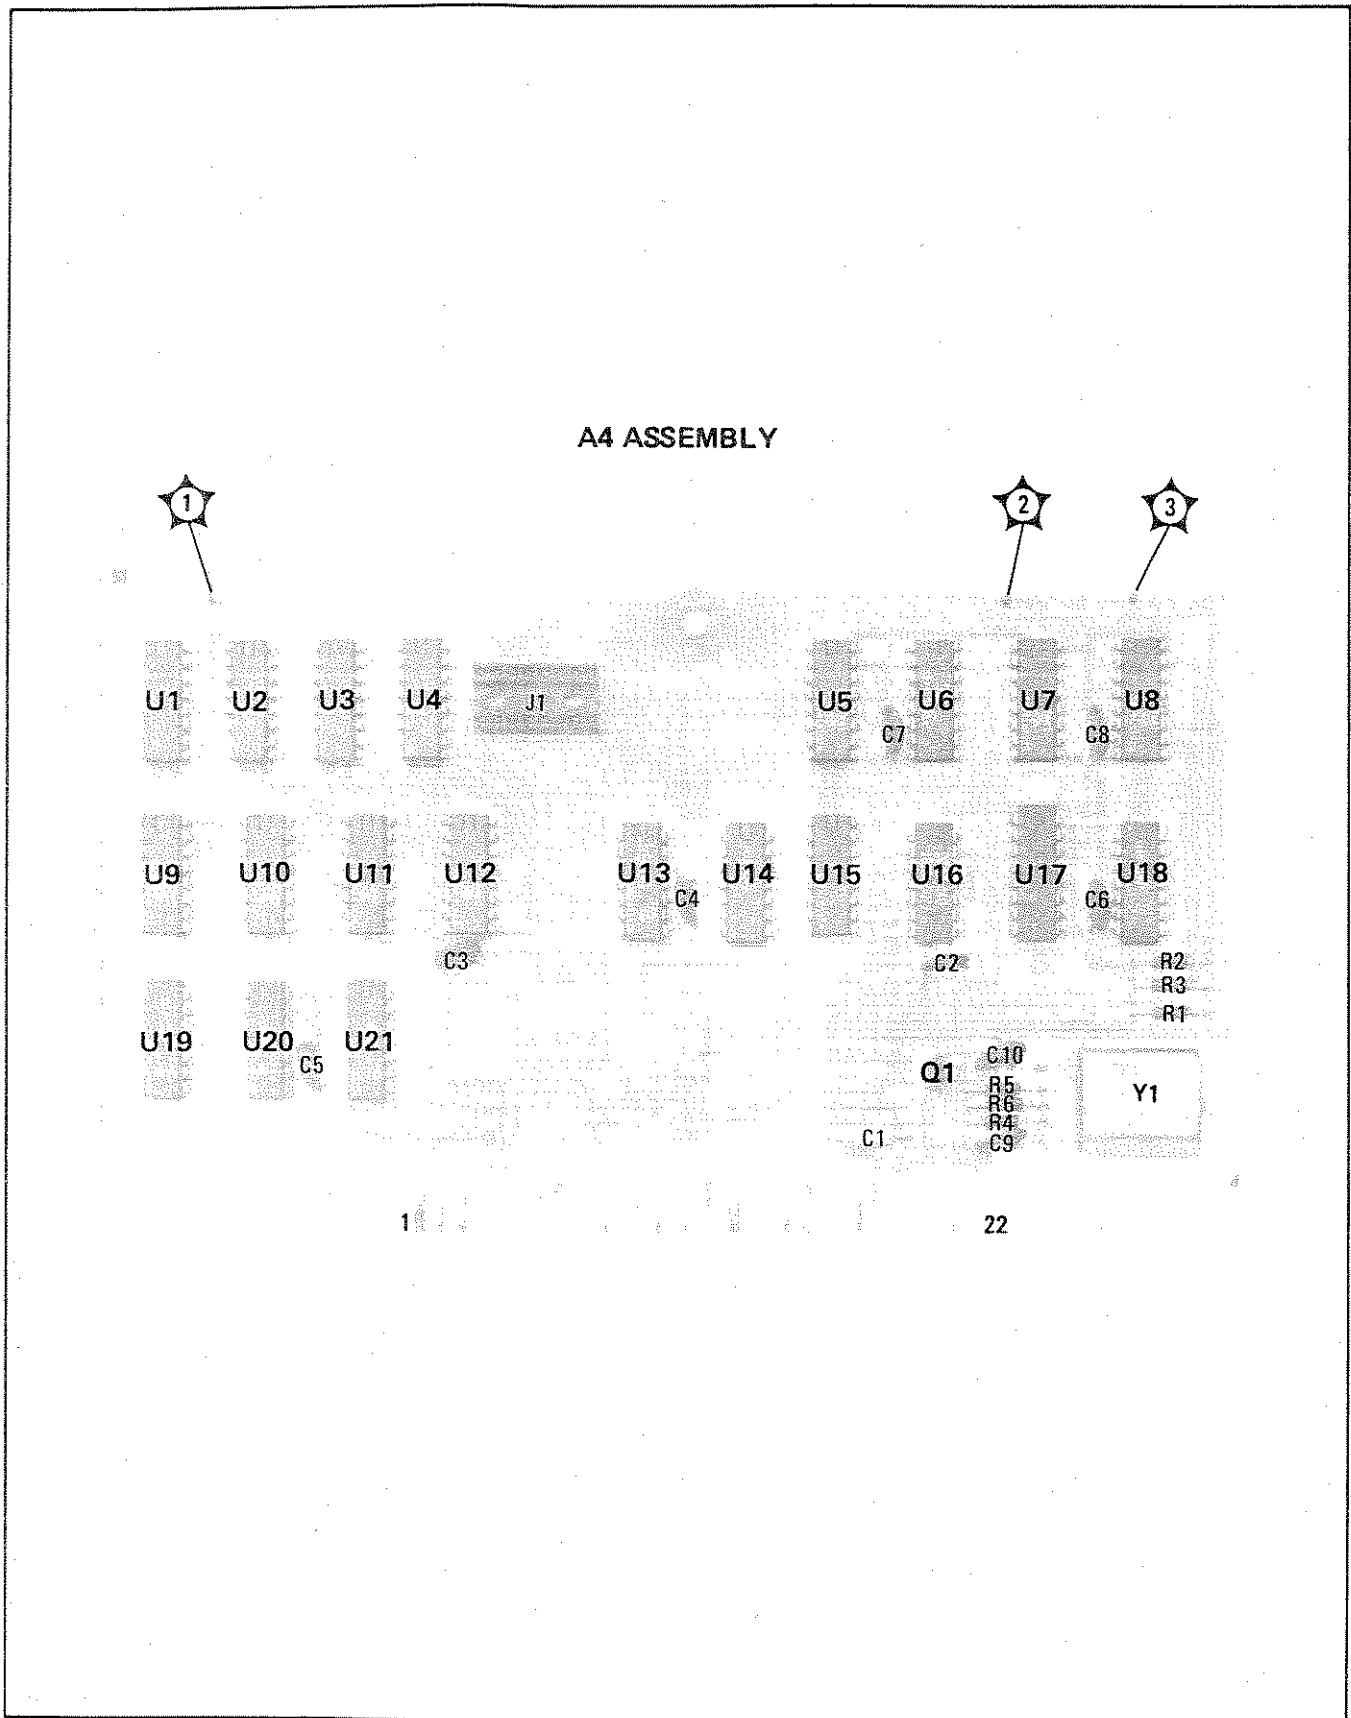 A4 ASSEMBLY
1 2 3
U1 U2 U3 U4 J1 U5 U6 U7 U8
C7 C8
U9 U10 U11 U12 U13 U14 U15 U16 U17 U18
C4 C6
C3 C2 R2
R3
R1
U19 U20 U21
C5 Q1 C10
R5 Y1
R6
R4
C1 C9
1 22